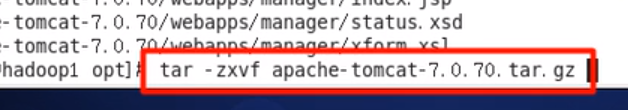 -tomcat-7.0.70/webapps/manager/index.jsp
e-tomcat-7.0.70/webapps/manager/status.xsd
e-tomcat-7.0.70/webapps/manager/xform.xsl
hadoop1 opt]# tar -zxvf apache-tomcat-7.0.70.tar.gz